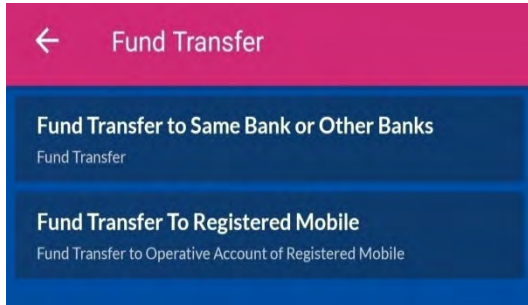 Fund Transfer
Fund Transfer to Same Bank or Other Banks
Fund Transfer
Fund Transfer To Registered Mobile
Fund Transfer to Operative Account of Registered Mobile